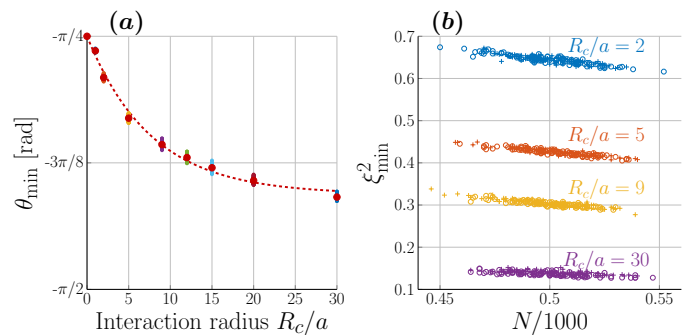 (a)
-π/4
-3π/8
-π/2
θmin [rad]
0 5 10 15 20 25 30
Interaction radius Rc/a
(b)
0.7
0.6
0.5
0.4
0.3
0.2
0.1
ξ²min
Rc/a = 2
Rc/a = 5
Rc/a = 9
Rc/a = 30
0.45 0.5 0.55
N/1000